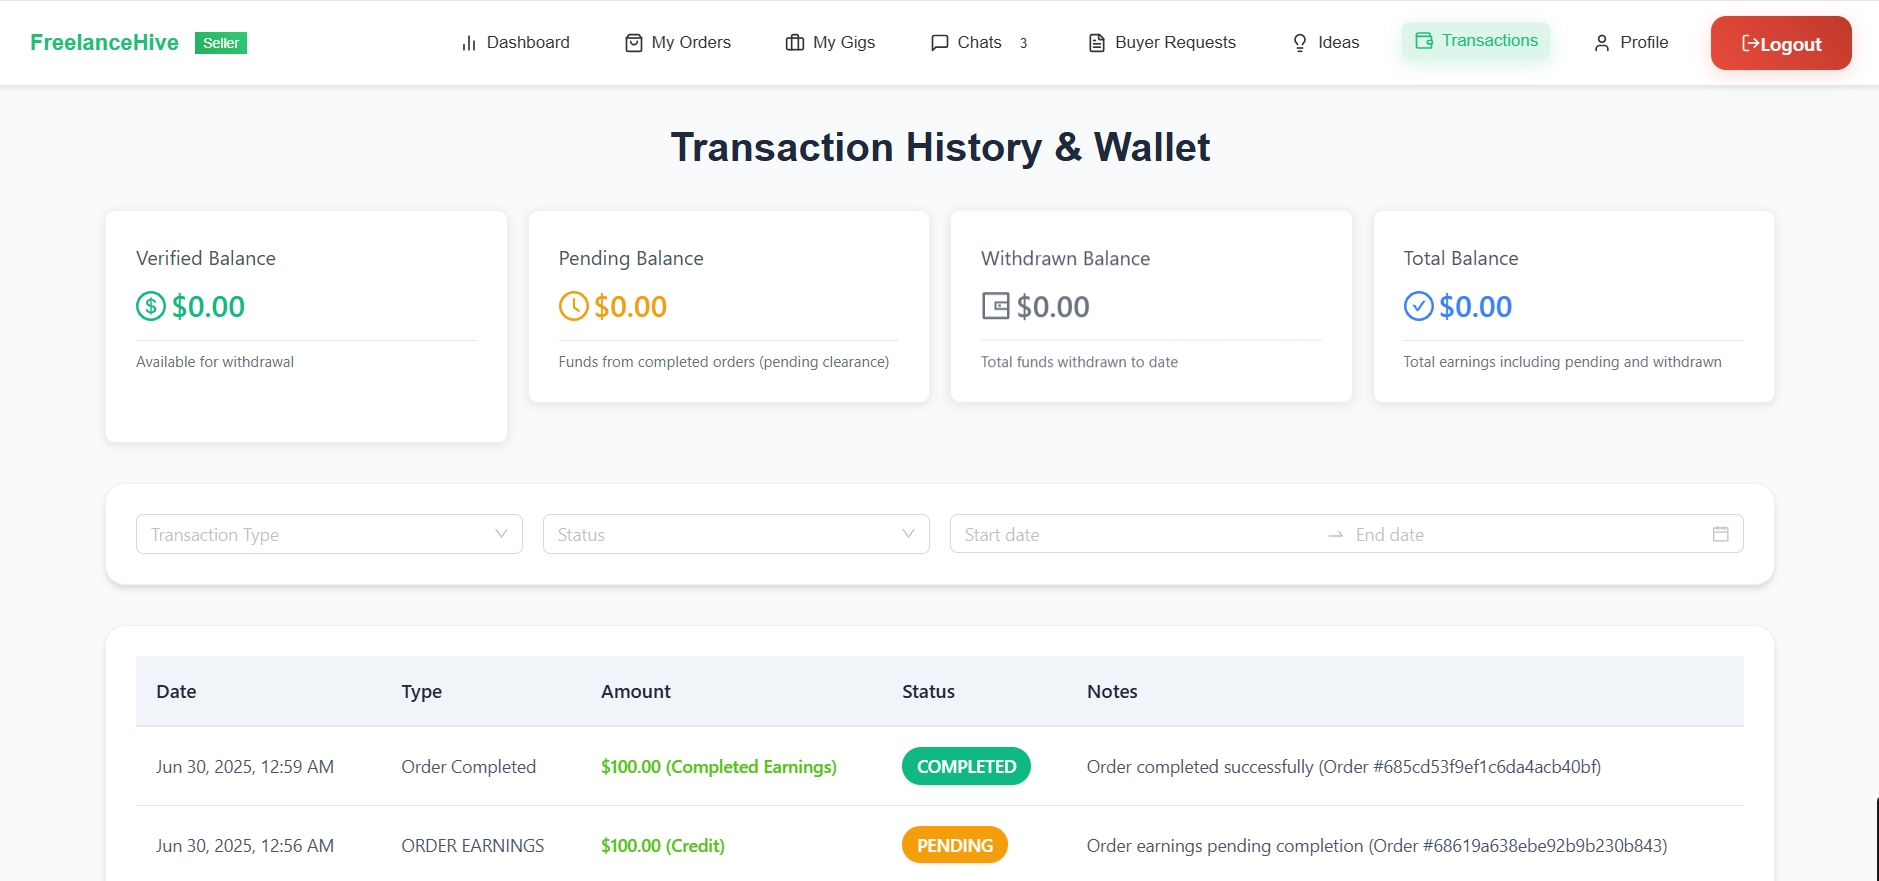 FreelanceHive Seller Dashboard My Orders My Gigs Chats 3 Buyer Requests Ideas Transactions Profile Logout
Transaction History & Wallet
Verified Balance
$0.00
Available for withdrawal
Pending Balance
$0.00
Funds from completed orders (pending clearance)
Withdrawn Balance
$0.00
Total funds withdrawn to date
Total Balance
$0.00
Total earnings including pending and withdrawn
Transaction Type Status Start date End date
Date Type Amount Status Notes
Jun 30, 2025, 12:59 AM Order Completed $100.00 (Completed Earnings) COMPLETED Order completed successfully (Order #685cd53f9ef1c6da4acb40bf)
Jun 30, 2025, 12:56 AM ORDER EARNINGS $100.00 (Credit) PENDING Order earnings pending completion (Order #68619a638ebe92b9b230b843)